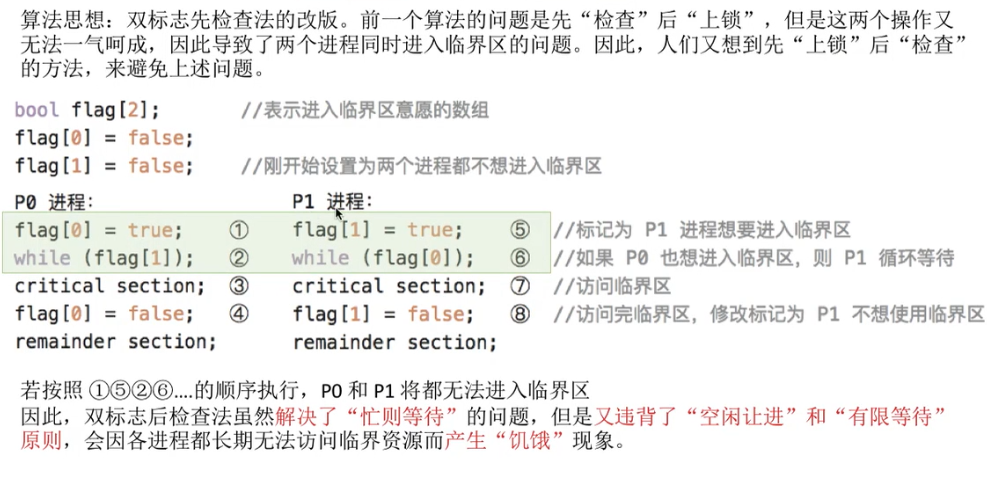 算法思想：双标志先检查法的改版。前一个算法的问题是先“检查”后“上锁”，但是这两个操作又
无法一气呵成，因此导致了两个进程同时进入临界区的问题。因此，人们又想到先“上锁”后“检查”
的方法，来避免上述问题。
bool flag[2]; //表示进入临界区意愿的数组
flag[0] = false;
flag[1] = false; //刚开始设置为两个进程都不想进入临界区
P0 进程： P1 进程：
flag[0] = true; ① flag[1] = true; ⑤ //标记为 P1 进程想要进入临界区
while (flag[1]); ② while (flag[0]); ⑥ //如果 P0 也想进入临界区，则 P1 循环等待
critical section; ③ critical section; ⑦ //访问临界区
flag[0] = false; ④ flag[1] = false; ⑧ //访问完临界区，修改标记为 P1 不想使用临界区
remainder section; remainder section;
若按照 ①⑤②⑥....的顺序执行，P0 和 P1 将都无法进入临界区
因此，双标志后检查法虽然解决了“忙则等待”的问题，但是又违背了“空闲让进”和“有限等待”
原则，会因各进程都长期无法访问临界资源而产生“饥饿”现象。